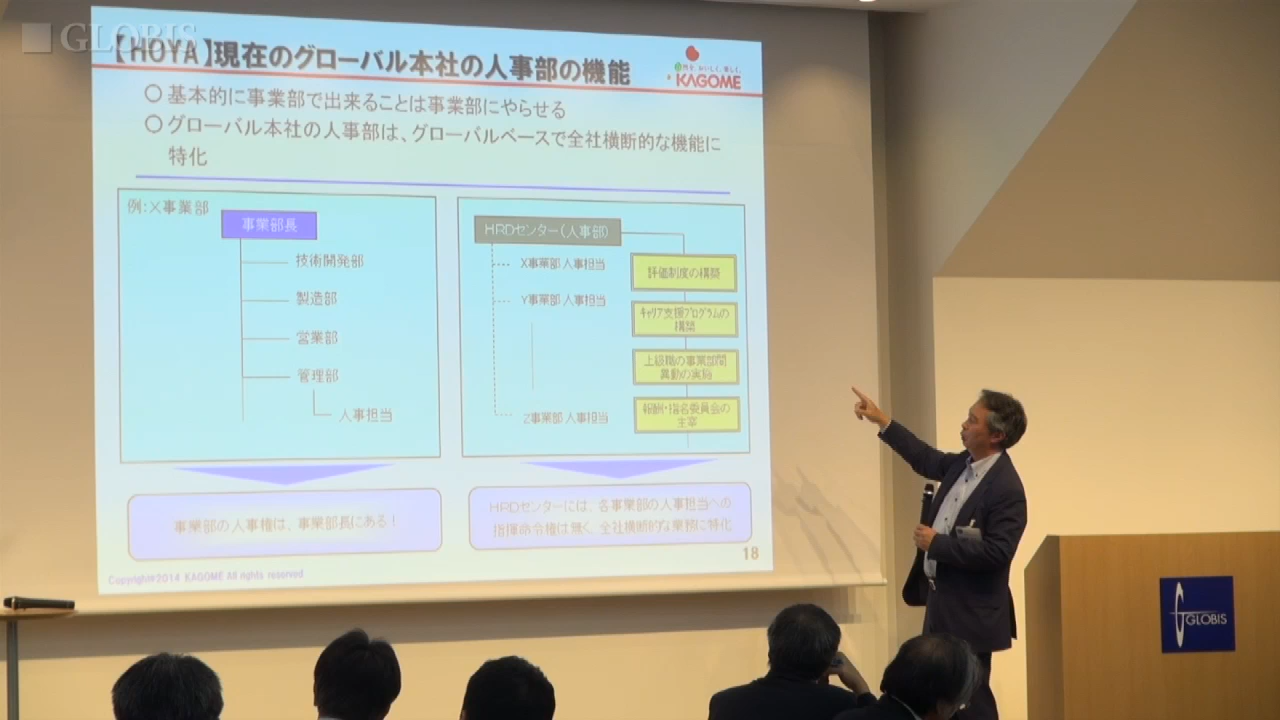 GLOBIS
【HOYA】現在のグローバル本社の人事部の機能
自然を、おいしく、楽しく。
KAGOME
○ 基本的に事業部で出来ることは事業部にやらせる
○ グローバル本社の人事部は、グローバルベースで全社横断的な機能に
特化
例:X事業部
事業部長
技術開発部
製造部
営業部
管理部
人事担当
HRDセンター(人事部)
X事業部 人事担当
Y事業部 人事担当
Z事業部 人事担当
評価制度の構築
キャリア支援プログラムの
構築
上級職の事業部間
異動の実施
報酬・指名委員会の
主宰
事業部の人事権は、事業部長にある!
HRDセンターには、各事業部の人事担当への
指揮命令権は無く、全社横断的な業務に特化
18
Copyright©2014 KAGOME All rights reserved
GLOBIS